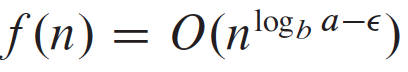 f(n) = O(n^{log_b a−ϵ})